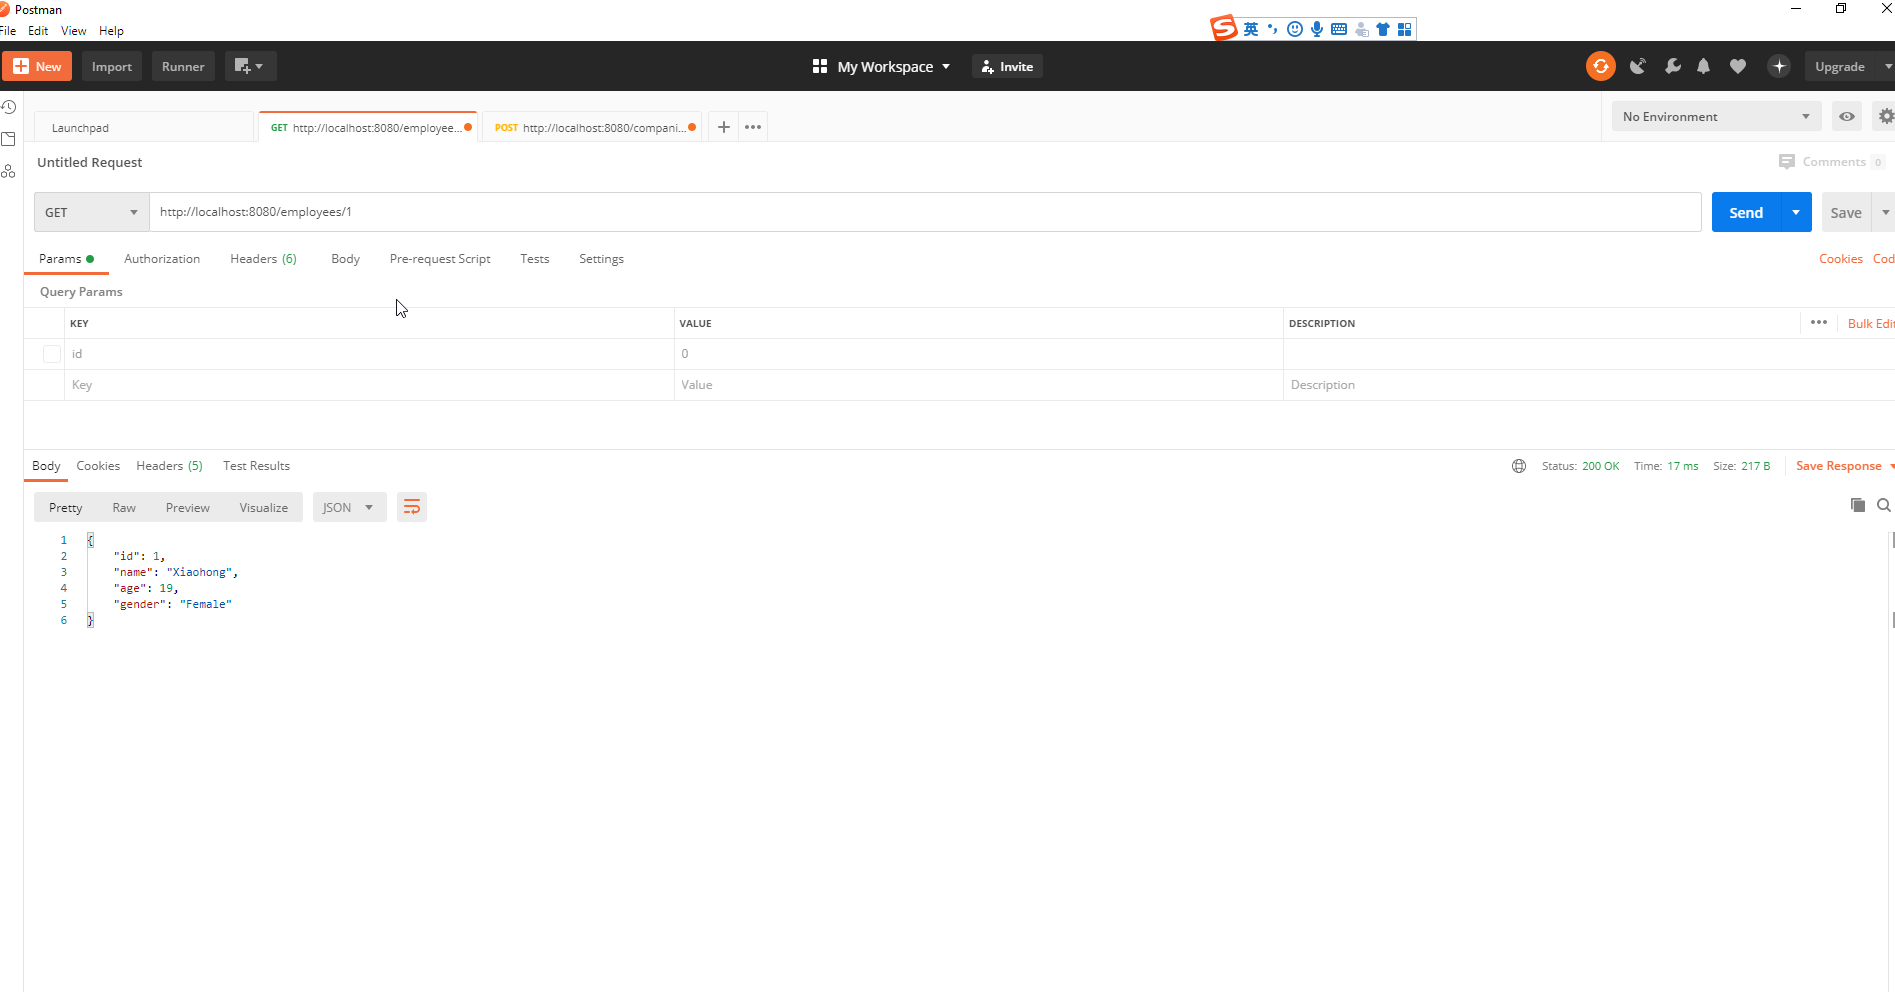 Postman
File Edit View Help
英
New Import Runner My Workspace Invite Upgrade
Launchpad GET http://localhost:8080/employee... POST http://localhost:8080/compani... + ••• No Environment
Untitled Request Comments 0
GET http://localhost:8080/employees/1 Send Save
Params Authorization Headers (6) Body Pre-request Script Tests Settings Cookies Cod
Query Params
KEY VALUE DESCRIPTION ••• Bulk Edit
id 0
Key Value Description
Body Cookies Headers (5) Test Results Status: 200 OK Time: 17 ms Size: 217 B Save Response
Pretty Raw Preview Visualize JSON
1 {
2 "id": 1,
3 "name": "Xiaohong",
4 "age": 19,
5 "gender": "Female"
6 }